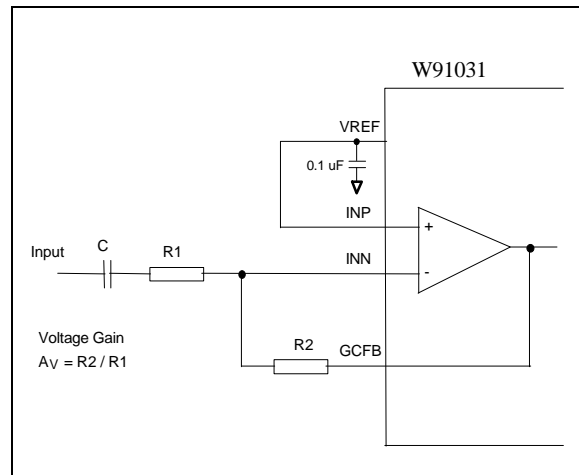 W91031
VREF
0.1 uF
INP
Input
C
R1
INN
+
-
Voltage Gain
AV = R2 / R1
R2
GCFB